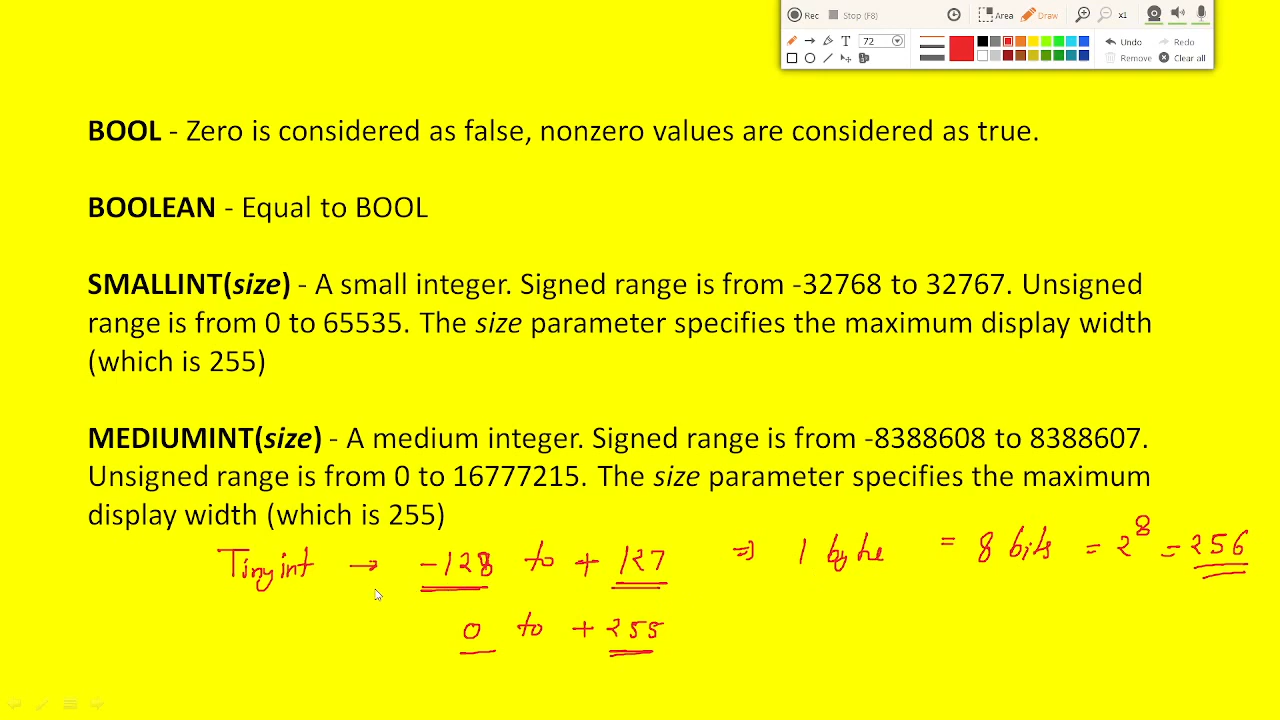 Rec Stop (F8) Area Draw x1
T 72 Undo Redo
Remove Clear all
BOOL - Zero is considered as false, nonzero values are considered as true.
BOOLEAN - Equal to BOOL
SMALLINT(size) - A small integer. Signed range is from -32768 to 32767. Unsigned
range is from 0 to 65535. The size parameter specifies the maximum display width
(which is 255)
MEDIUMINT(size) - A medium integer. Signed range is from -8388608 to 8388607.
Unsigned range is from 0 to 16777215. The size parameter specifies the maximum
display width (which is 255)
Tinyint → -128 to +127 ⇒ 1 byte = 8 bits = 2^8 = 256
0 to +255